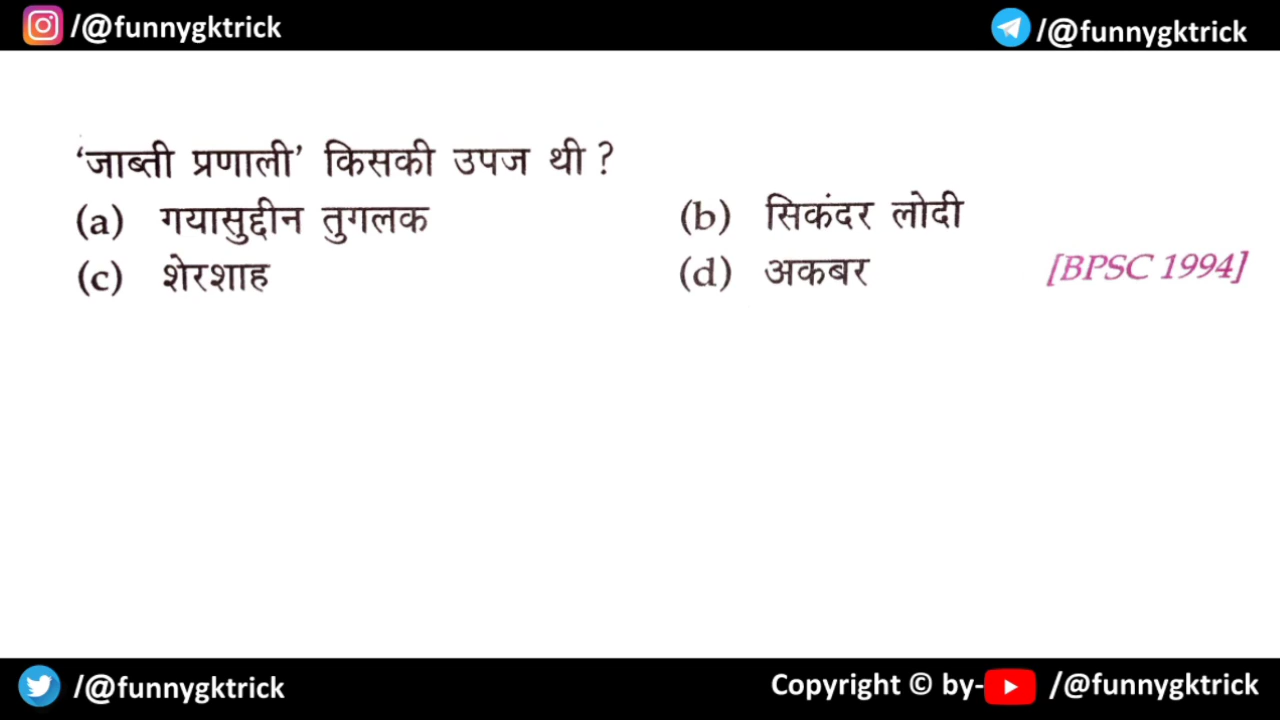 /@funnygktrick /@funnygktrick
‘जाब्ती प्रणाली’ किसकी उपज थी ?
(a) गयासुद्दीन तुगलक (b) सिकंदर लोदी
(c) शेरशाह (d) अकबर [BPSC 1994]
/@funnygktrick Copyright © by- /@funnygktrick